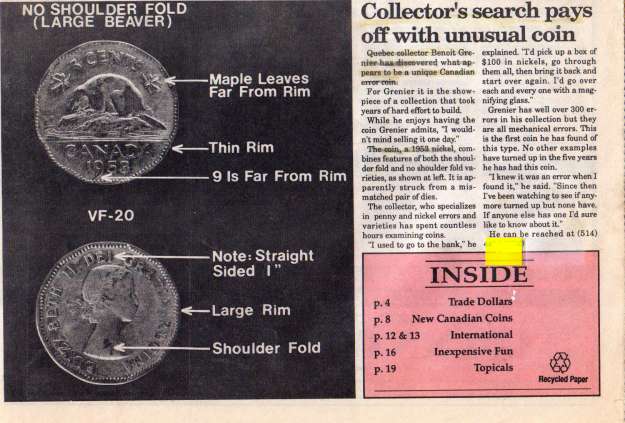 NO SHOULDER FOLD
(LARGE BEAVER)
5 CENTS
CANADA
1953
Maple Leaves
Far From Rim
Thin Rim
9 Is Far From Rim
VF-20
Note: Straight
Sided I"
Large Rim
Shoulder Fold
Collector's search pays
off with unusual coin
Quebec collector Benoit Gre-
nier has discovered what ap-
pears to be a unique Canadian
error coin.
For Grenier it is the show-
piece of a collection that took
years of hard effort to build.
While he enjoys having the
coin Grenier admits, "I would-
n't mind selling it one day."
The coin, a 1953 nickel, com-
bines features of both the shoul-
der fold and no shoulder fold va-
rieties, as shown at left. It is ap-
parently struck from a mis-
matched pair of dies.
The collector, who specializes
in penny and nickel errors and
varieties has spent countless
hours examining coins.
"I used to go to the bank," he
explained. "I'd pick up a box of
$100 in nickels, go through
them all, then bring it back and
start over again. I'd go over
each and every one with a mag-
nifying glass."
Grenier has well over 300 er-
rors in his collection but they
are all mechanical errors. This
is the first coin he has found of
this type. No other examples
have turned up in the five years
he has had this coin.
"I knew it was an error when I
found it," he said. "Since then
I've been watching to see if any-
more turned up but none have.
If anyone else has one I'd sure
like to know about it."
He can be reached at (514)
INSIDE
p. 4 Trade Dollars
p. 8 New Canadian Coins
p. 12 & 13 International
p. 16 Inexpensive Fun
p. 19 Topicals
Recycled Paper